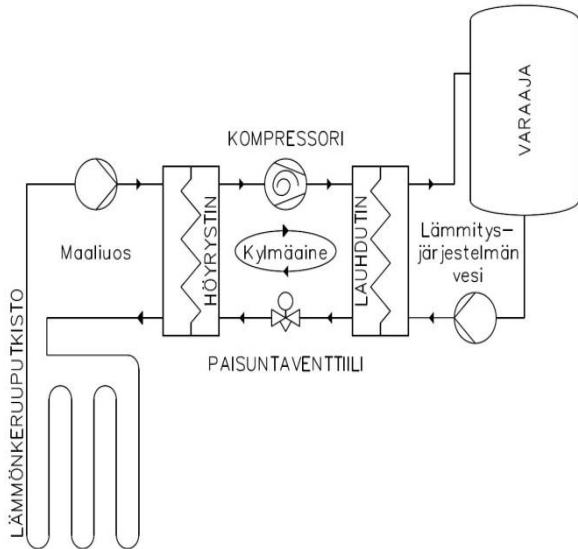 VARAAJA
KOMPRESSORI
Maaliuos
HÖYRYSTIN
Kylmäaine
LAUHDUTIN
Lämmitys-
järjestelmän
vesi
LÄMMÖNKERUUPUTKISTO
PAISUNTAVENTTIILI